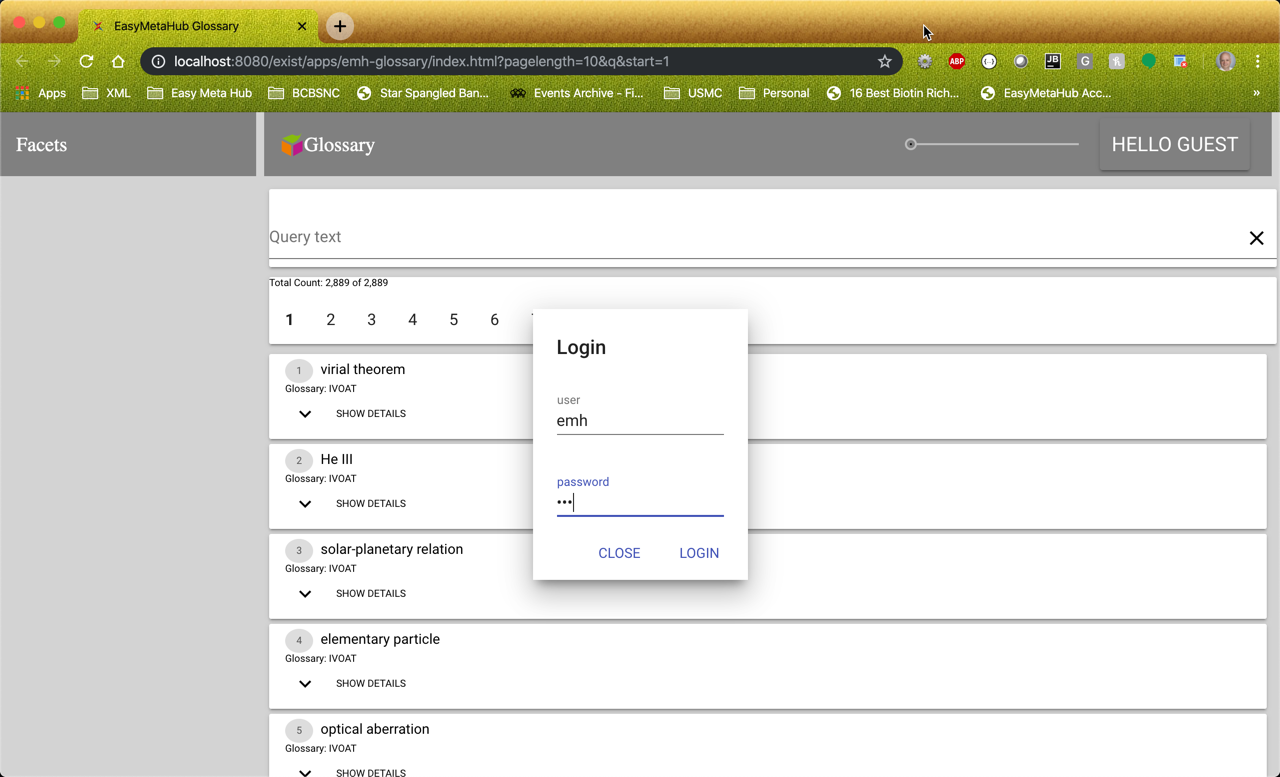 EasyMetaHub Glossary
localhost:8080/exist/apps/emh-glossary/index.html?pagelength=10&q&start=1
ABP
JB
G
Apps XML Easy Meta Hub BCBSNC Star Spangled Ban... Events Archive - Fi... USMC Personal 16 Best Biotin Rich... EasyMetaHub Acc... »
Facets
Glossary
HELLO GUEST
Query text
Total Count: 2,889 of 2,889
1 2 3 4 5 6
1 virial theorem
Glossary: IVOAT
SHOW DETAILS
2 He III
Glossary: IVOAT
SHOW DETAILS
3 solar-planetary relation
Glossary: IVOAT
SHOW DETAILS
4 elementary particle
Glossary: IVOAT
SHOW DETAILS
5 optical aberration
Glossary: IVOAT
SHOW DETAILS
Login
user
emh
password
•••
CLOSE LOGIN